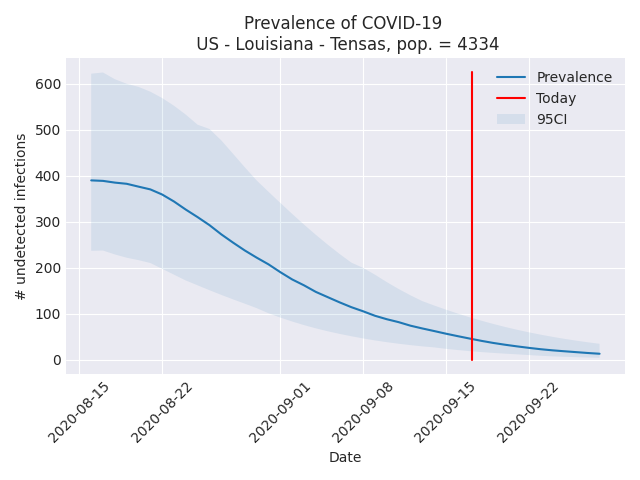 Prevalence of COVID-19
US - Louisiana - Tensas, pop. = 4334
Prevalence
Today
95CI
600
500
400
300
200
100
0
# undetected infections
2020-08-15
2020-08-22
2020-09-01
2020-09-08
2020-09-15
2020-09-22
Date